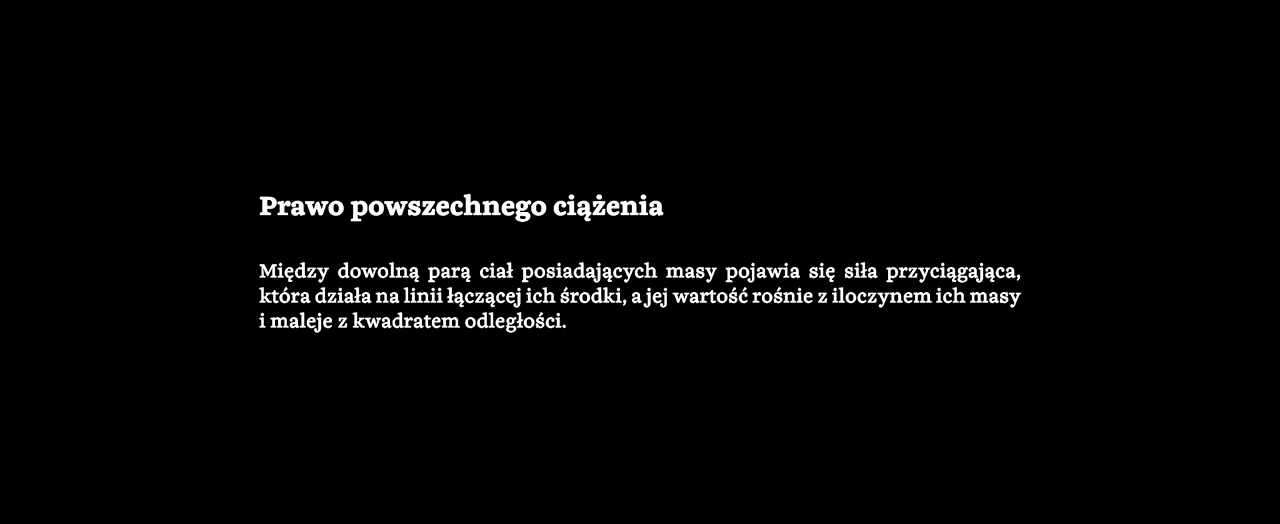 Prawo powszechnego ciążenia
Między dowolną parą ciał posiadających masy pojawia się siła przyciągająca,
która działa na linii łączącej ich środki, a jej wartość rośnie z iloczynem ich masy
i maleje z kwadratem odległości.